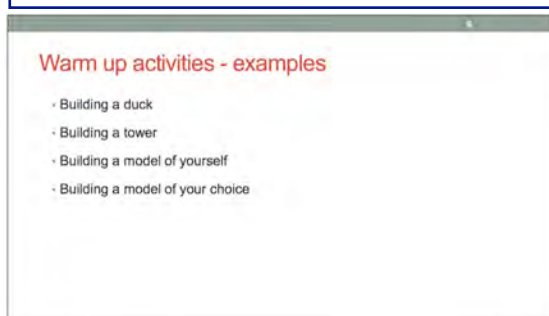 Warm up activities - examples
· Building a duck
· Building a tower
· Building a model of yourself
· Building a model of your choice